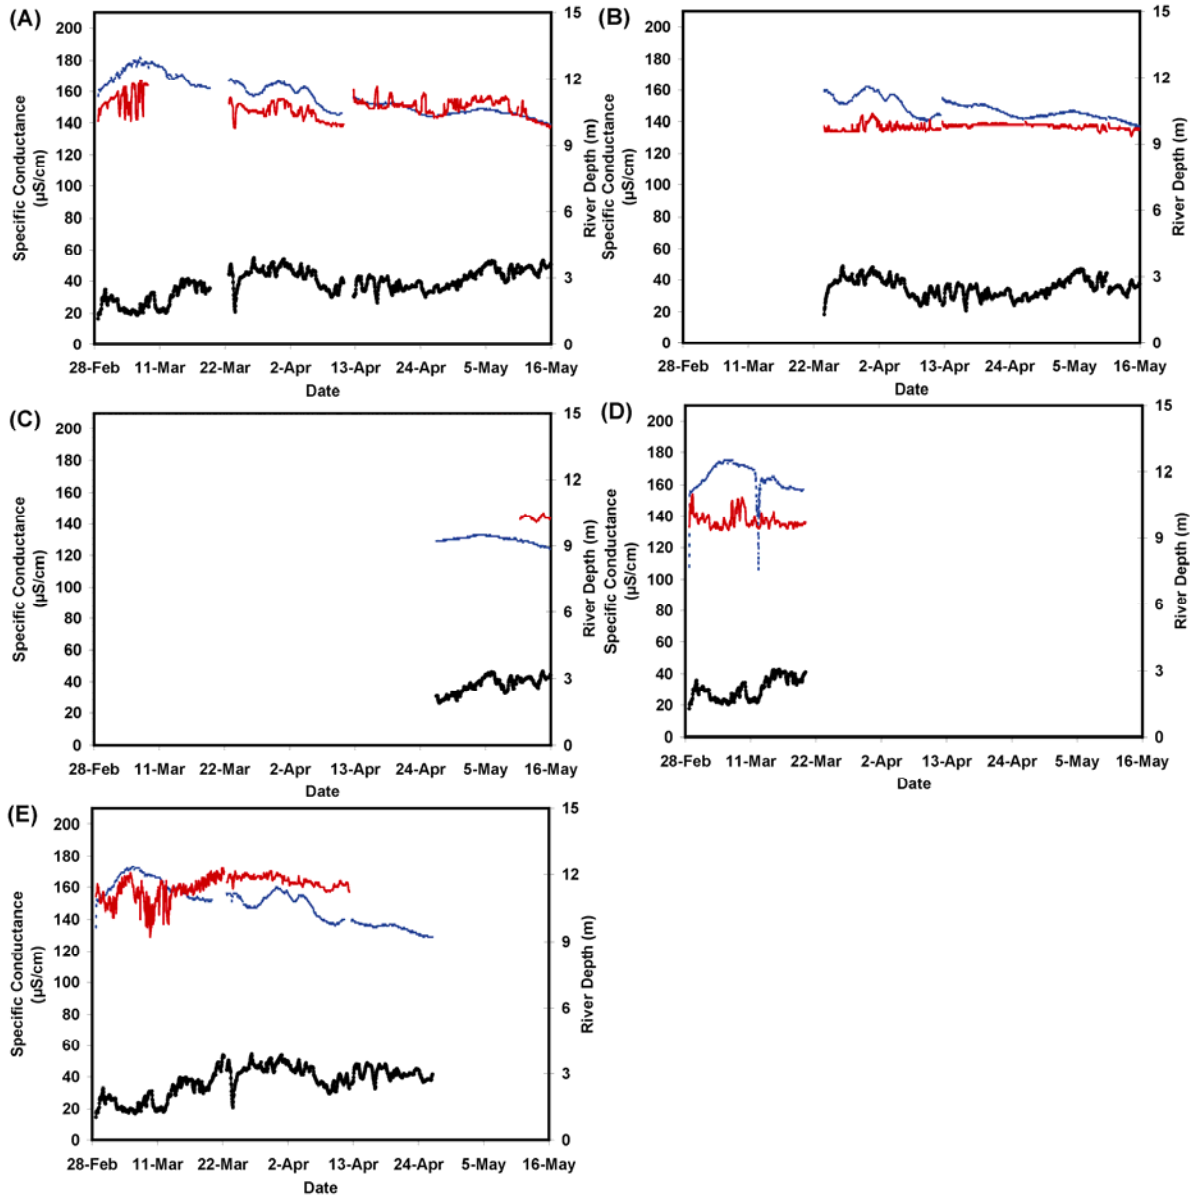 (A)
200
180
160
140
120
100
80
60
40
20
0
Specific Conductance
(µS/cm)
15
12
9
6
3
0
River Depth (m)
28-Feb 11-Mar 22-Mar 2-Apr 13-Apr 24-Apr 5-May 16-May
Date
(B)
200
180
160
140
120
100
80
60
40
20
0
Specific Conductance
(µS/cm)
15
12
9
6
3
0
River Depth (m)
28-Feb 11-Mar 22-Mar 2-Apr 13-Apr 24-Apr 5-May 16-May
Date
(C)
200
180
160
140
120
100
80
60
40
20
0
Specific Conductance
(µS/cm)
15
12
9
6
3
0
River Depth (m)
28-Feb 11-Mar 22-Mar 2-Apr 13-Apr 24-Apr 5-May 16-May
Date
(D)
200
180
160
140
120
100
80
60
40
20
0
Specific Conductance
(µS/cm)
15
12
9
6
3
0
River Depth (m)
28-Feb 11-Mar 22-Mar 2-Apr 13-Apr 24-Apr 5-May 16-May
Date
(E)
200
180
160
140
120
100
80
60
40
20
0
Specific Conductance
(µS/cm)
15
12
9
6
3
0
River Depth (m)
28-Feb 11-Mar 22-Mar 2-Apr 13-Apr 24-Apr 5-May 16-May
Date